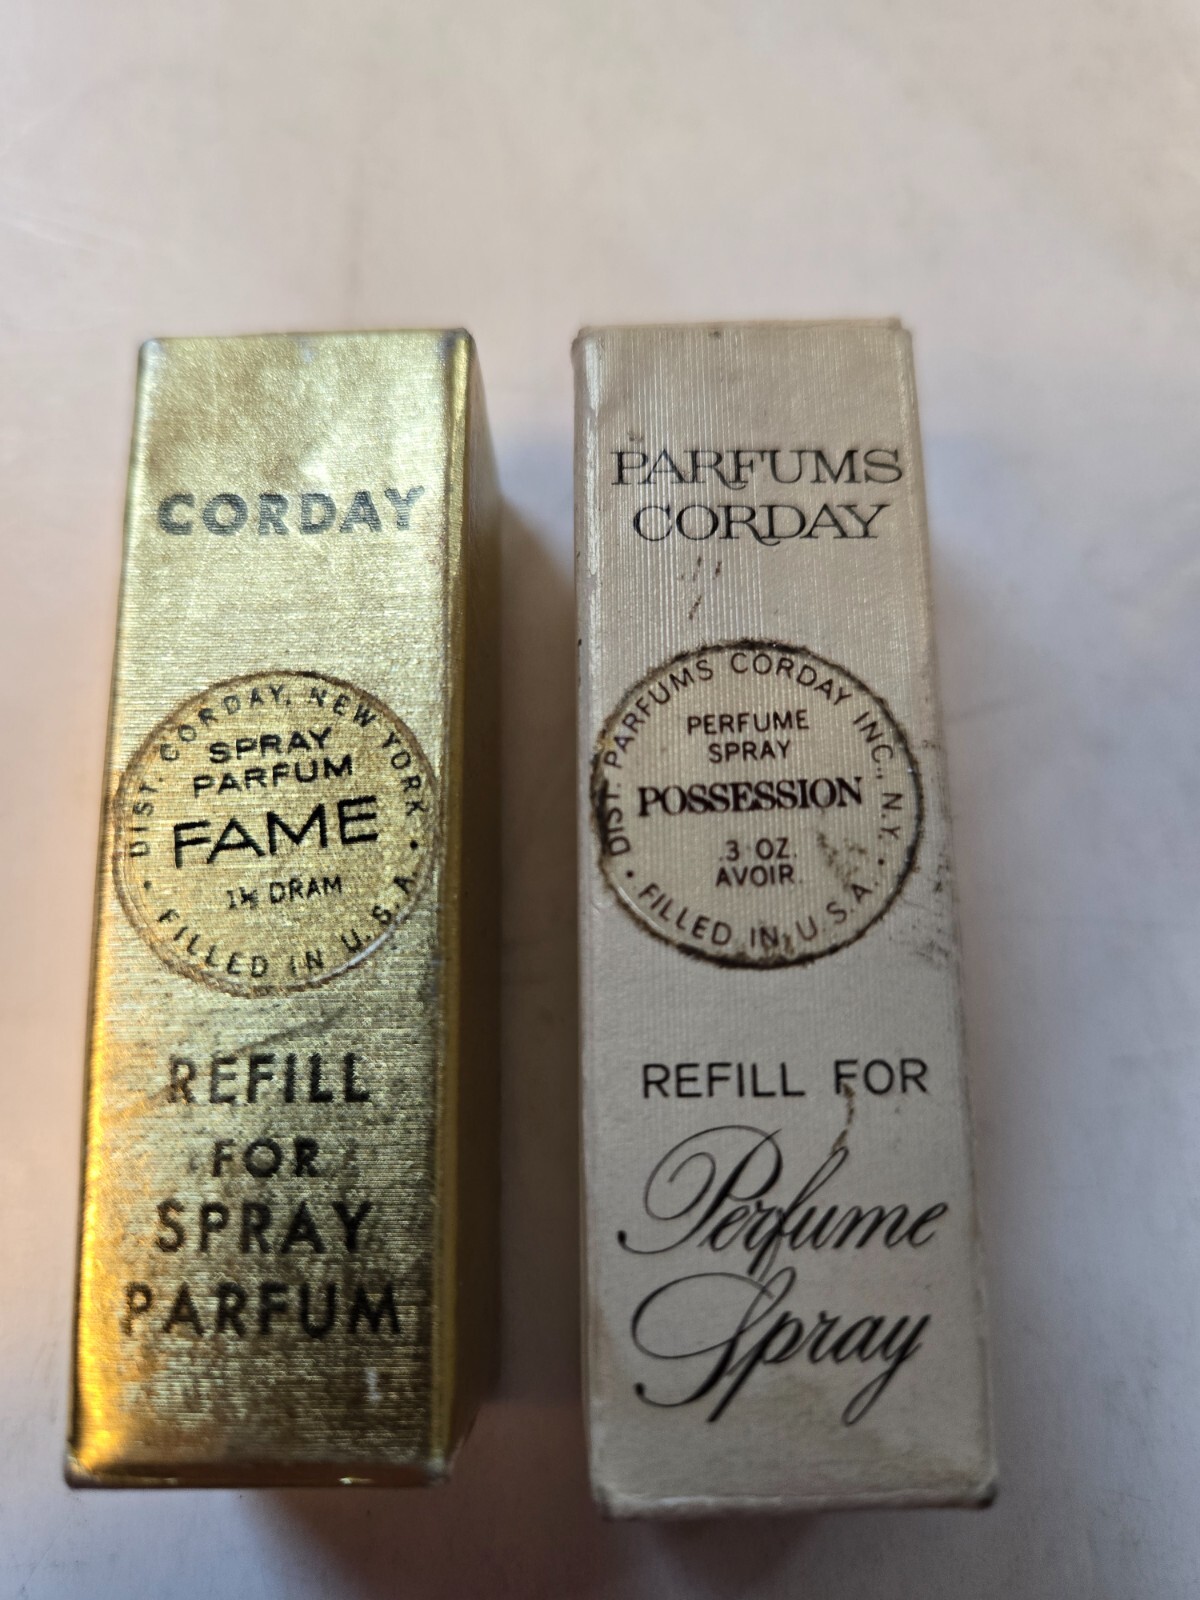 CORDAY
DIST. CORDAY, NEW YORK
SPRAY
PARFUM
FAME
DRAM
• FILLED IN U.S.A. •
REFILL
FOR
SPRAY
PARFUM
PARFUMS
CORDAY
DIST. PARFUMS CORDAY INC., N.Y.
PERFUME
SPRAY
POSSESSION
.3 OZ.
AVOIR.
• FILLED IN U.S.A. •
REFILL FOR
Perfume
Spray